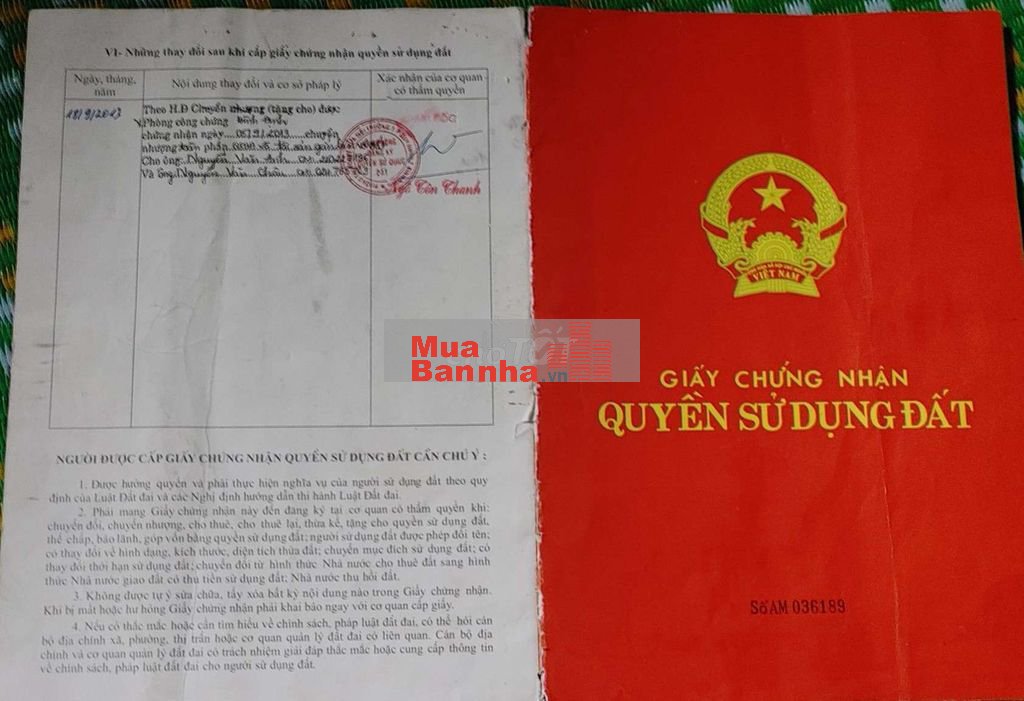 VI- Những thay đổi sau khi cấp giấy chứng nhận quyền sử dụng đất
Ngày, tháng, năm
Nội dung thay đổi và cơ sở pháp lý
Xác nhận của cơ quan có thẩm quyền
18/9/2013
Theo H.Đ Chuyển nhượng (tặng cho) được
Phòng công chứng
chứng nhận ngày....05/9/2013......chuyển
nhượng
Cho ông: Nguyễn Văn Anh
Và ông: Nguyễn Văn Châu
Ngô Tôn Thanh
NGƯỜI ĐƯỢC CẤP GIẤY CHỨNG NHẬN QUYỀN SỬ DỤNG ĐẤT CẦN CHÚ Ý :
1. Được hưởng quyền và phải thực hiện nghĩa vụ của người sử dụng đất theo quy
định của Luật Đất đai và các Nghị định hướng dẫn thi hành Luật Đất đai.
2. Phải mang Giấy chứng nhận này đến đăng ký tại cơ quan có thẩm quyền khi:
chuyển đổi, chuyển nhượng, cho thuê, cho thuê lại, thừa kế, tặng cho quyền sử dụng đất,
thế chấp, bảo lãnh, góp vốn bằng quyền sử dụng đất; người sử dụng đất được phép đổi tên;
có thay đổi về hình dạng, kích thước, diện tích thửa đất; chuyển mục đích sử dụng đất; có
thay đổi thời hạn sử dụng đất; chuyển đổi từ hình thức Nhà nước cho thuê đất sang hình
thức Nhà nước giao đất có thu tiền sử dụng đất; Nhà nước thu hồi đất.
3. Không được tự ý sửa chữa, tẩy xóa bất kỳ nội dung nào trong Giấy chứng nhận.
Khi bị mất hoặc hư hỏng Giấy chứng nhận phải khai báo ngay với cơ quan cấp giấy.
4. Nếu có thắc mắc hoặc cần tìm hiểu về chính sách, pháp luật đất đai, có thể hỏi cán
bộ địa chính xã, phường, thị trấn hoặc cơ quan quản lý đất đai có liên quan. Cán bộ địa
chính và cơ quan quản lý đất đai có trách nhiệm giải đáp thắc mắc hoặc cung cấp thông tin
về chính sách, pháp luật đất đai cho người sử dụng đất.
Mua
Bannha.vn
VIỆT NAM
GIẤY CHỨNG NHẬN
QUYỀN SỬ DỤNG ĐẤT
Số AM 036189